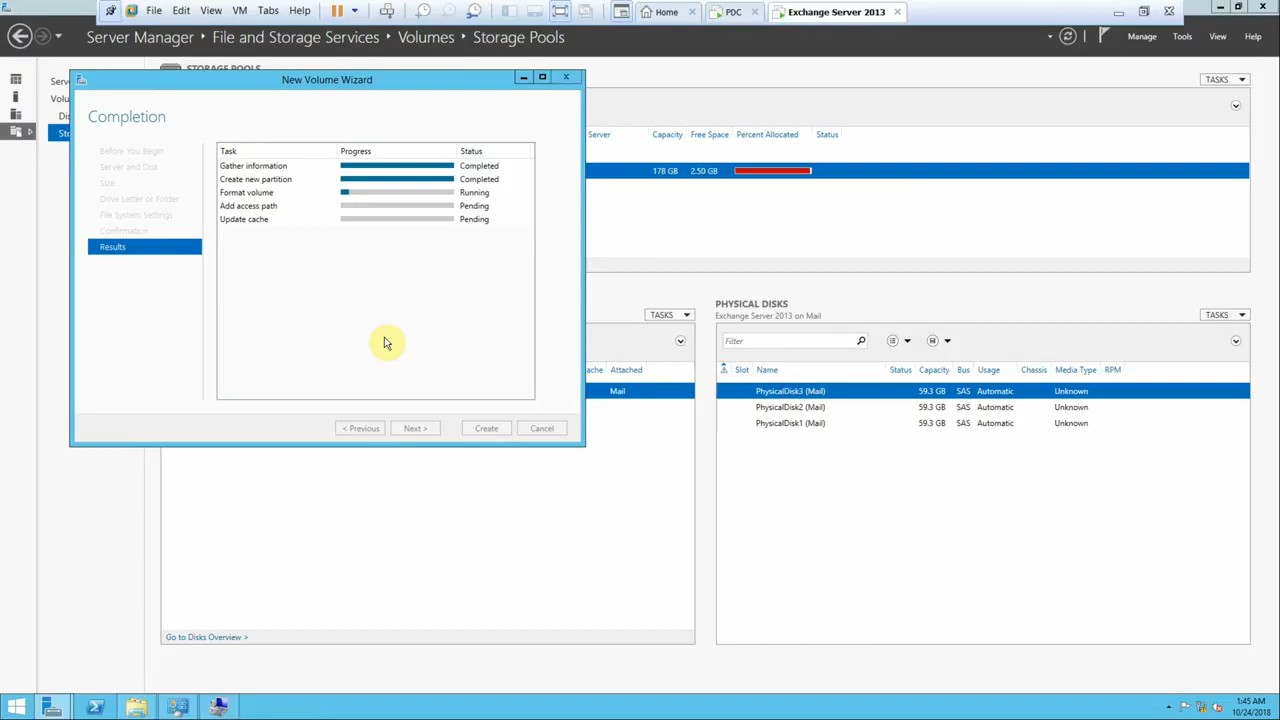 File Edit View VM Tabs Help
Home PDC Exchange Server 2013
Server Manager File and Storage Services Volumes Storage Pools
Manage Tools View Help
STORAGE POOLS
TASKS
New Volume Wizard
Completion
Before You Begin
Server and Disk
Size
Drive Letter or Folder
File System Settings
Confirmation
Results
Task Progress Status
Gather information Completed
Create new partition Completed
Format volume Running
Add access path Pending
Update cache Pending
< Previous Next > Create Cancel
Server Capacity Free Space Percent Allocated Status
178 GB 2.50 GB
TASKS
Attached
Mail
Go to Disks Overview >
PHYSICAL DISKS
Exchange Server 2013 on Mail
TASKS
Filter
Slot Name Status Capacity Bus Usage Chassis Media Type RPM
PhysicalDisk3 (Mail) 59.3 GB SAS Automatic Unknown
PhysicalDisk2 (Mail) 59.3 GB SAS Automatic Unknown
PhysicalDisk1 (Mail) 59.3 GB SAS Automatic Unknown
1:45 AM
10/24/2018